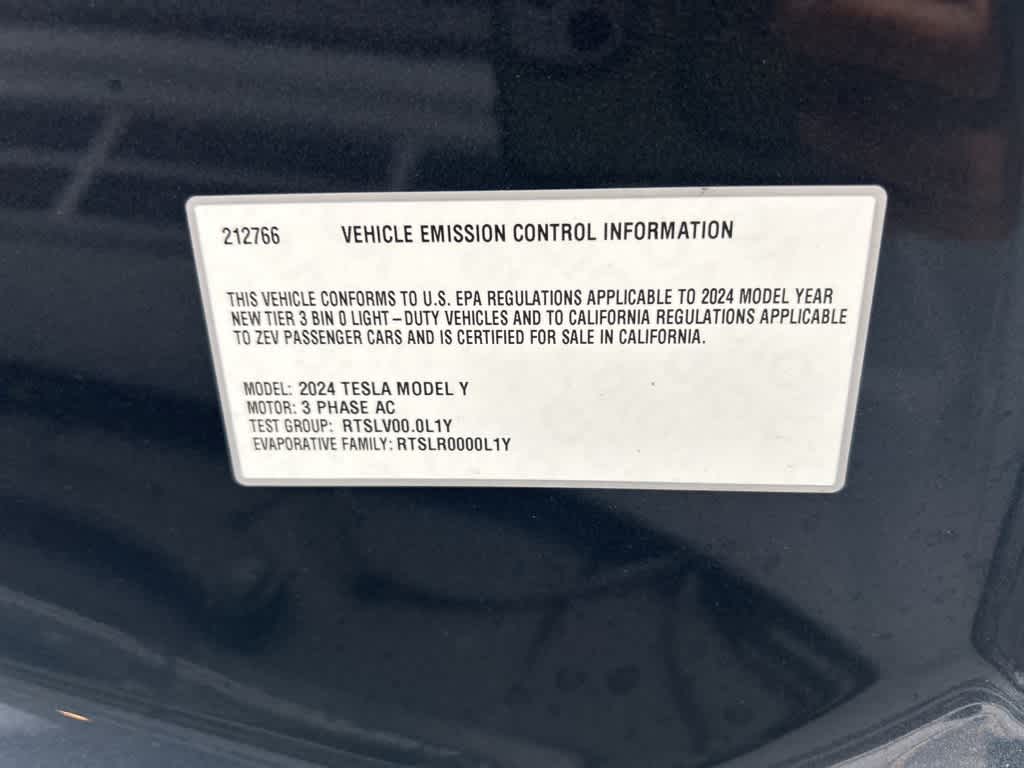 212766 VEHICLE EMISSION CONTROL INFORMATION
THIS VEHICLE CONFORMS TO U.S. EPA REGULATIONS APPLICABLE TO 2024 MODEL YEAR
NEW TIER 3 BIN 0 LIGHT – DUTY VEHICLES AND TO CALIFORNIA REGULATIONS APPLICABLE
TO ZEV PASSENGER CARS AND IS CERTIFIED FOR SALE IN CALIFORNIA.
MODEL: 2024 TESLA MODEL Y
MOTOR: 3 PHASE AC
TEST GROUP: RTSLV00.0L1Y
EVAPORATIVE FAMILY: RTSLR0000L1Y